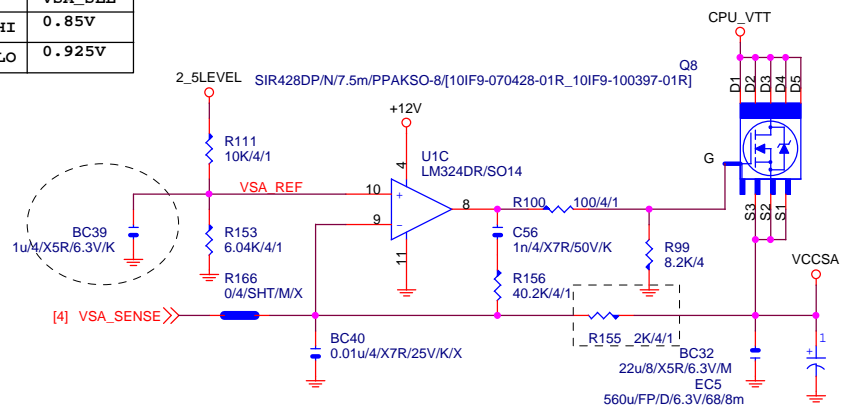 HI 0.85V
LO 0.925V
CPU_VTT
Q8
2_5LEVEL
SIR428DP/N/7.5m/PPAKSO-8/[10IF9-070428-01R_10IF9-100397-01R]
D1
D2
D3
D4
D5
+12V
R111
10K/4/1
4
U1C
LM324DR/SO14
G
VSA_REF
10
+
9
-
8
R100
100/4/1
BC39
1u/4/X5R/6.3V/K
R153
6.04K/4/1
11
C56
1n/4/X7R/50V/K
R99
8.2K/4
S3
S2
S1
VCCSA
R166
0/4/SHT/M/X
R156
40.2K/4/1
[4] VSA_SENSE
R155 2K/4/1
BC40
0.01u/4/X7R/25V/K/X
BC32
22u/8/X5R/6.3V/M
+
1
EC5
560u/FP/D/6.3V/68/8m